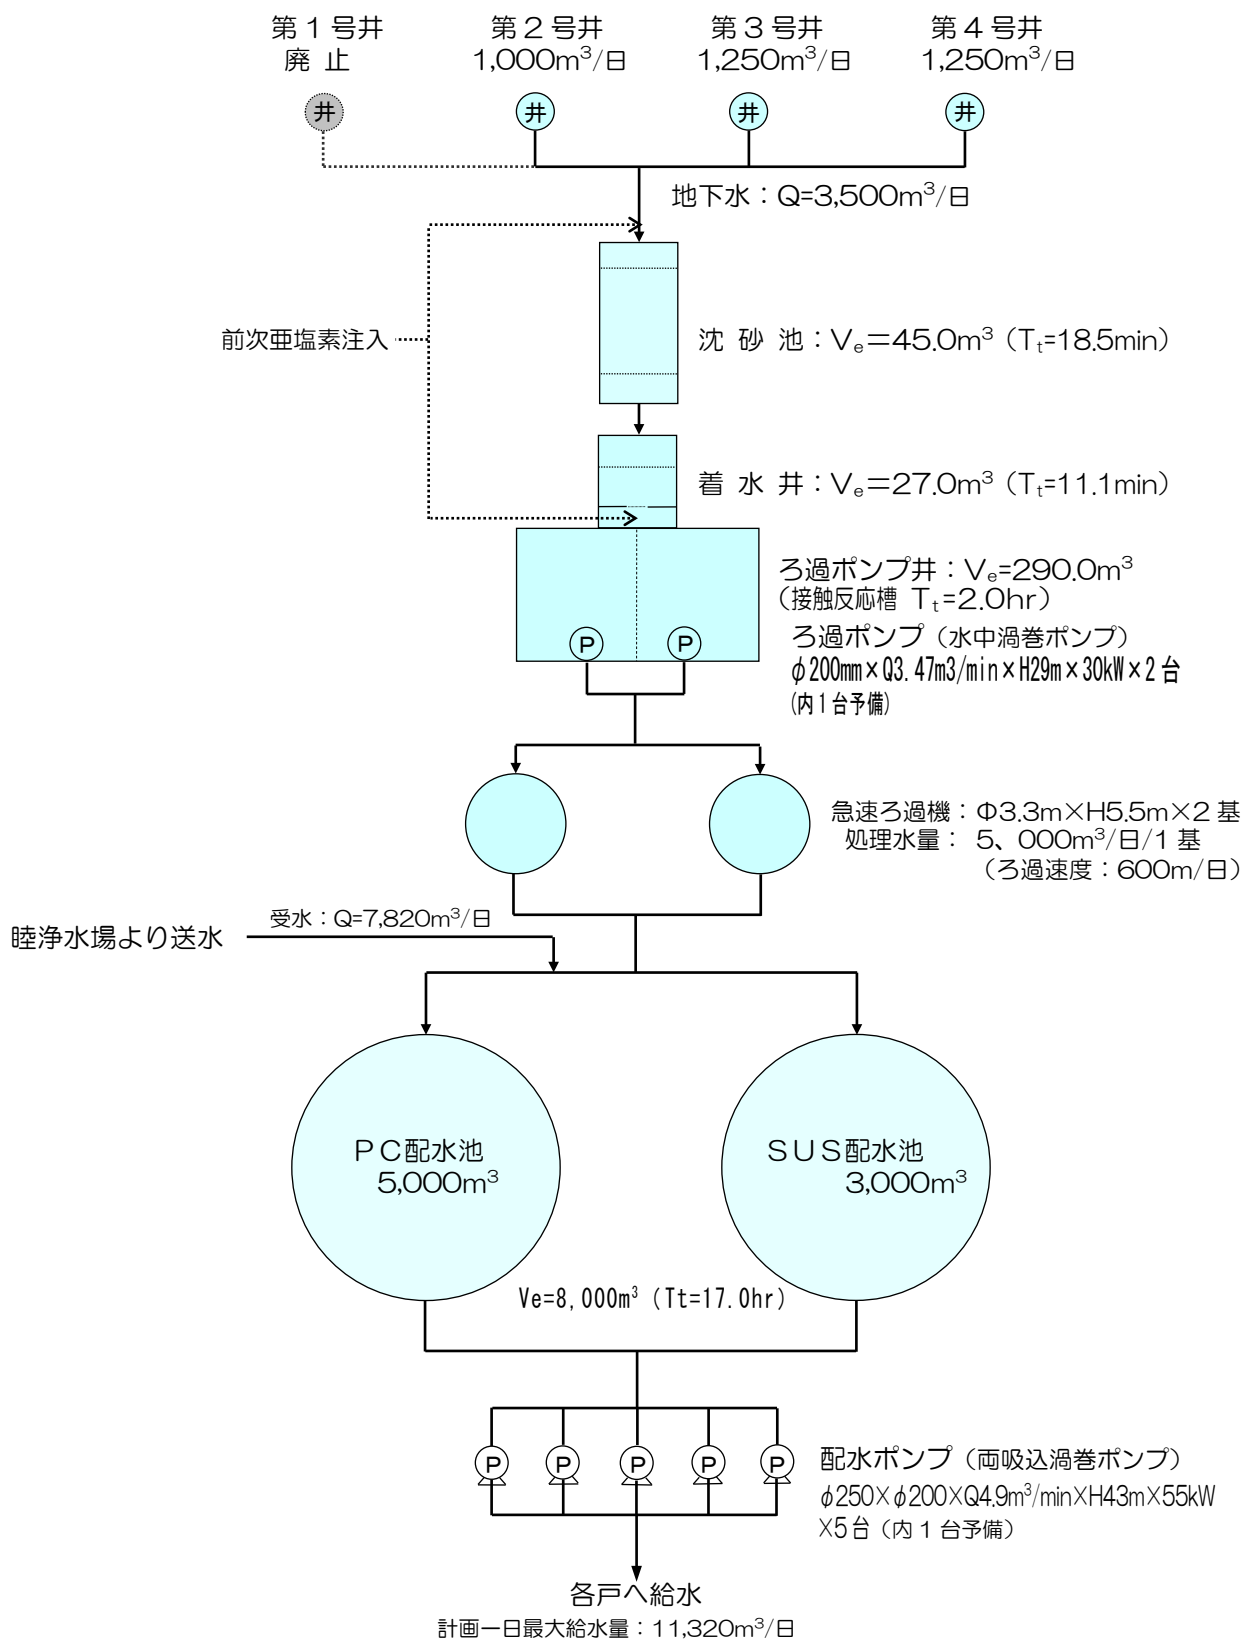 第1号井
廃 止
第2号井
1,000m³/日
第3号井
1,250m³/日
第4号井
1,250m³/日
井
井
井
井
地下水：Q=3,500m³/日
前次亜塩素注入
沈 砂 池：Vₑ＝45.0m³（Tₜ=18.5min）
着 水 井：Vₑ＝27.0m³（Tₜ=11.1min）
ろ過ポンプ井：Vₑ=290.0m³
（接触反応槽 Tₜ=2.0hr）
P
P
ろ過ポンプ（水中渦巻ポンプ）
φ200mm×Q3.47m3/min×H29m×30kW×2台
(内1台予備)
急速ろ過機：Φ3.3m×H5.5m×2基
処理水量： 5、000m³/日/1基
（ろ過速度：600m/日）
受水：Q=7,820m³/日
睦浄水場より送水
ＰＣ配水池
5,000m³
ＳＵＳ配水池
3,000m³
Ve=8,000m³（Tt=17.0hr）
P
P
P
P
P
配水ポンプ（両吸込渦巻ポンプ）
φ250×φ200×Q4.9m³/min×H43m×55kW
×5台（内1台予備）
各戸へ給水
計画一日最大給水量：11,320m³/日